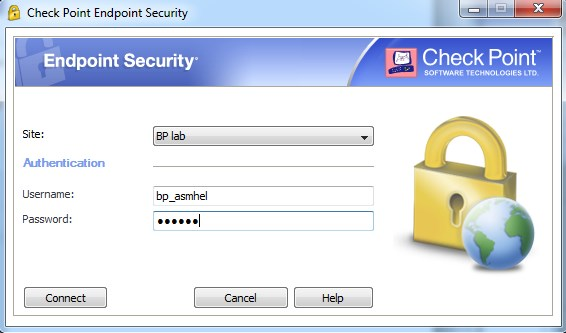 Check Point Endpoint Security
Endpoint Security
Check Point™
SOFTWARE TECHNOLOGIES LTD.
Site: BP lab
Authentication
Username: bp_asmhel
Password: ●●●●●●
Connect Cancel Help